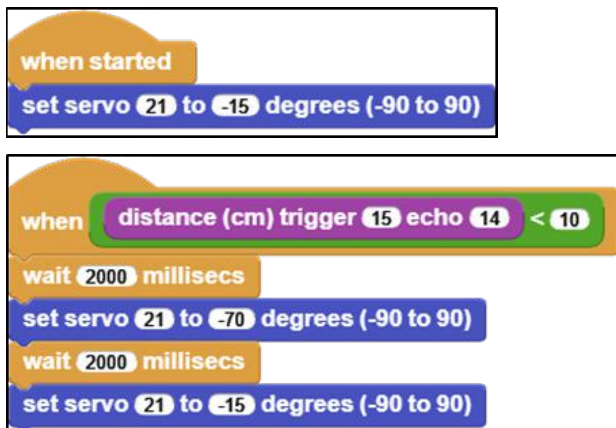 when started
set servo 21 to -15 degrees (-90 to 90)
when distance (cm) trigger 15 echo 14 < 10
wait 2000 millisecs
set servo 21 to -70 degrees (-90 to 90)
wait 2000 millisecs
set servo 21 to -15 degrees (-90 to 90)